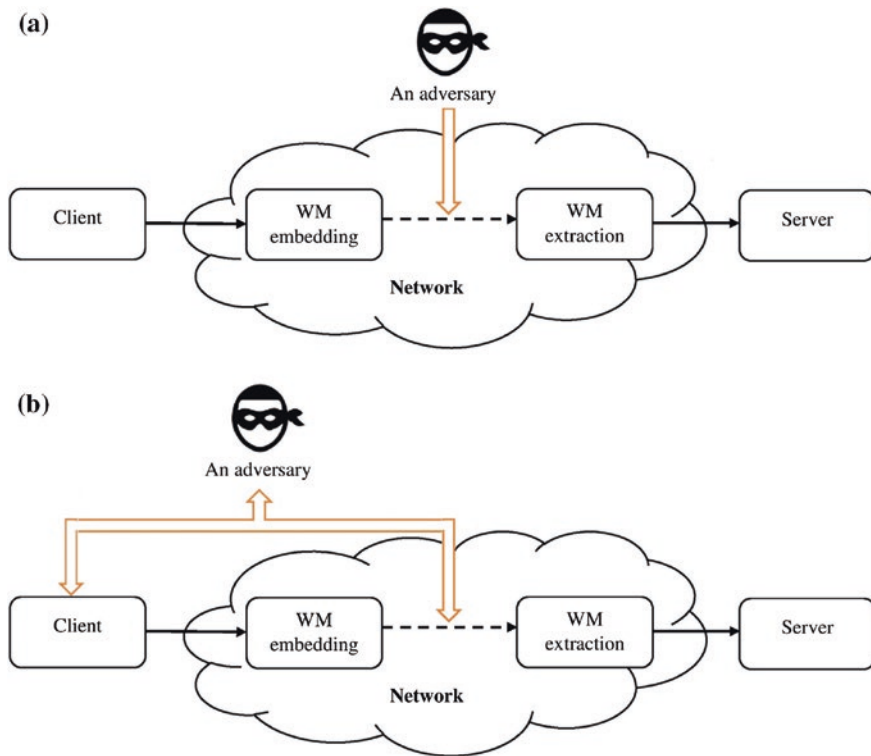 (a)
An adversary
Client
WM
embedding
WM
extraction
Server
Network
(b)
An adversary
Client
WM
embedding
WM
extraction
Server
Network